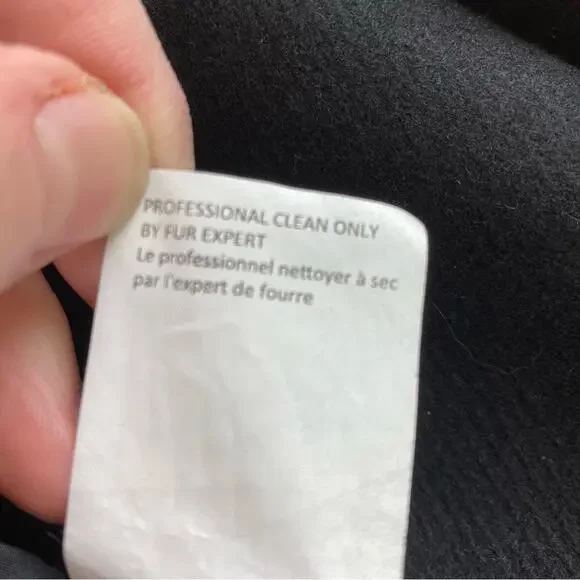 PROFESSIONAL CLEAN ONLY
BY FUR EXPERT
Le professionnel nettoyer à sec
par l'expert de fourre